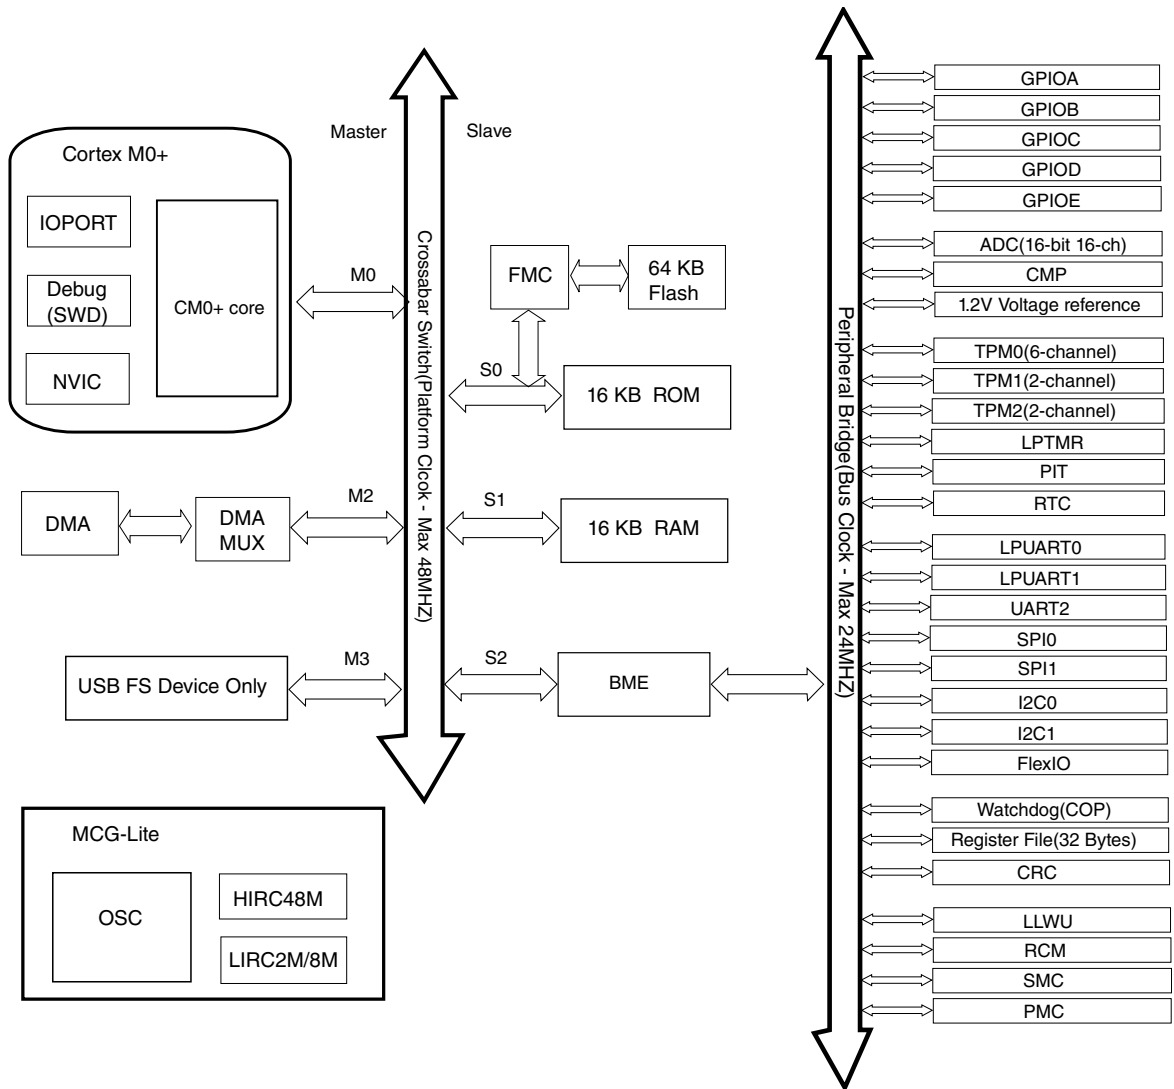 Master
Slave
Cortex M0+
IOPORT
Debug
(SWD)
NVIC
CM0+ core
M0
DMA
DMA
MUX
M2
USB FS Device Only
M3
MCG-Lite
OSC
HIRC48M
LIRC2M/8M
Crossabar Switch(Platform Clcok - Max 48MHZ)
FMC
64 KB
Flash
S0
16 KB ROM
S1
16 KB RAM
S2
BME
Peripheral Bridge(Bus Clock - Max 24MHZ)
GPIOA
GPIOB
GPIOC
GPIOD
GPIOE
ADC(16-bit 16-ch)
CMP
1.2V Voltage reference
TPM0(6-channel)
TPM1(2-channel)
TPM2(2-channel)
LPTMR
PIT
RTC
LPUART0
LPUART1
UART2
SPI0
SPI1
I2C0
I2C1
FlexIO
Watchdog(COP)
Register File(32 Bytes)
CRC
LLWU
RCM
SMC
PMC